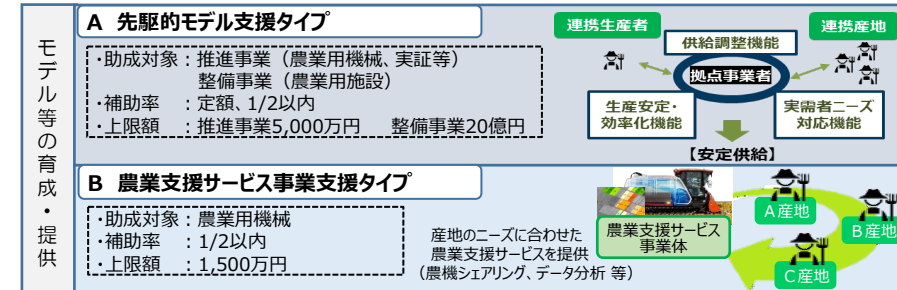 モデル等の育成・提供
A 先駆的モデル支援タイプ
・助成対象：推進事業（農業用機械、実証等）
整備事業（農業用施設）
・補助率　：定額、1/2以内
・上限額　：推進事業5,000万円　整備事業20億円
連携生産者
連携産地
供給調整機能
拠点事業者
生産安定・
効率化機能
実需者ニーズ
対応機能
【安定供給】
B 農業支援サービス事業支援タイプ
・助成対象：農業用機械
・補助率　：1/2以内
・上限額　：1,500万円
産地のニーズに合わせた
農業支援サービスを提供
（農機シェアリング、データ分析 等）
農業支援サービス
事業体
A産地
B産地
C産地